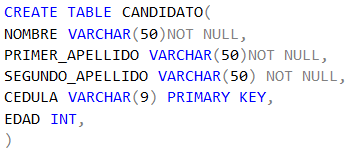 CREATE TABLE CANDIDATO(
NOMBRE VARCHAR(50)NOT NULL,
PRIMER_APELLIDO VARCHAR(50)NOT NULL,
SEGUNDO_APELLIDO VARCHAR(50) NOT NULL,
CEDULA VARCHAR(9) PRIMARY KEY,
EDAD INT,
)